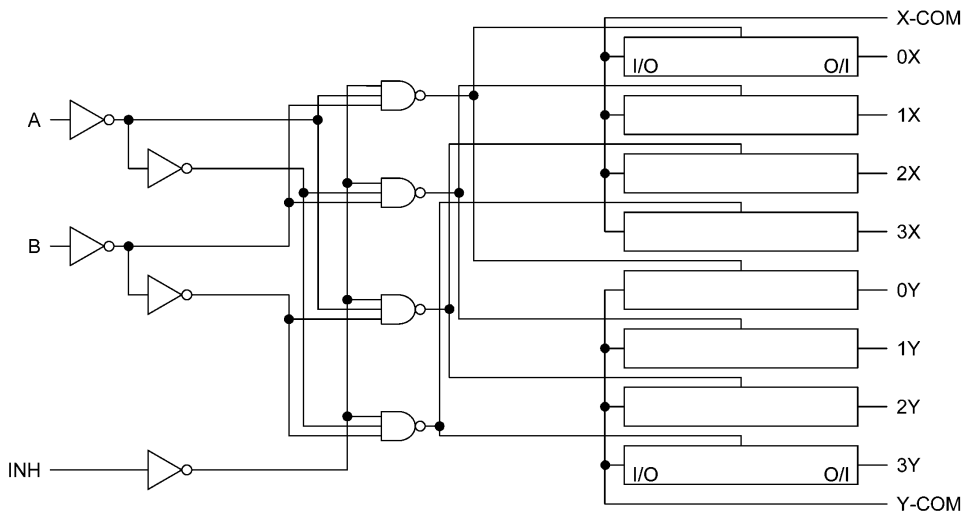 X-COM
I/O O/I 0X
A
1X
2X
B
3X
0Y
1Y
2Y
INH
I/O O/I 3Y
Y-COM